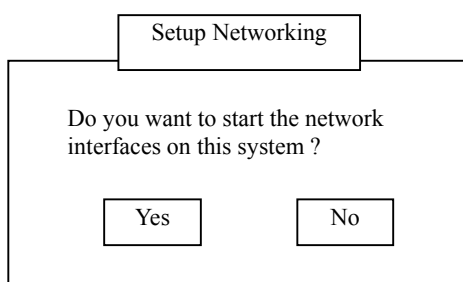 Setup Networking
Do you want to start the network
interfaces on this system ?
Yes
No